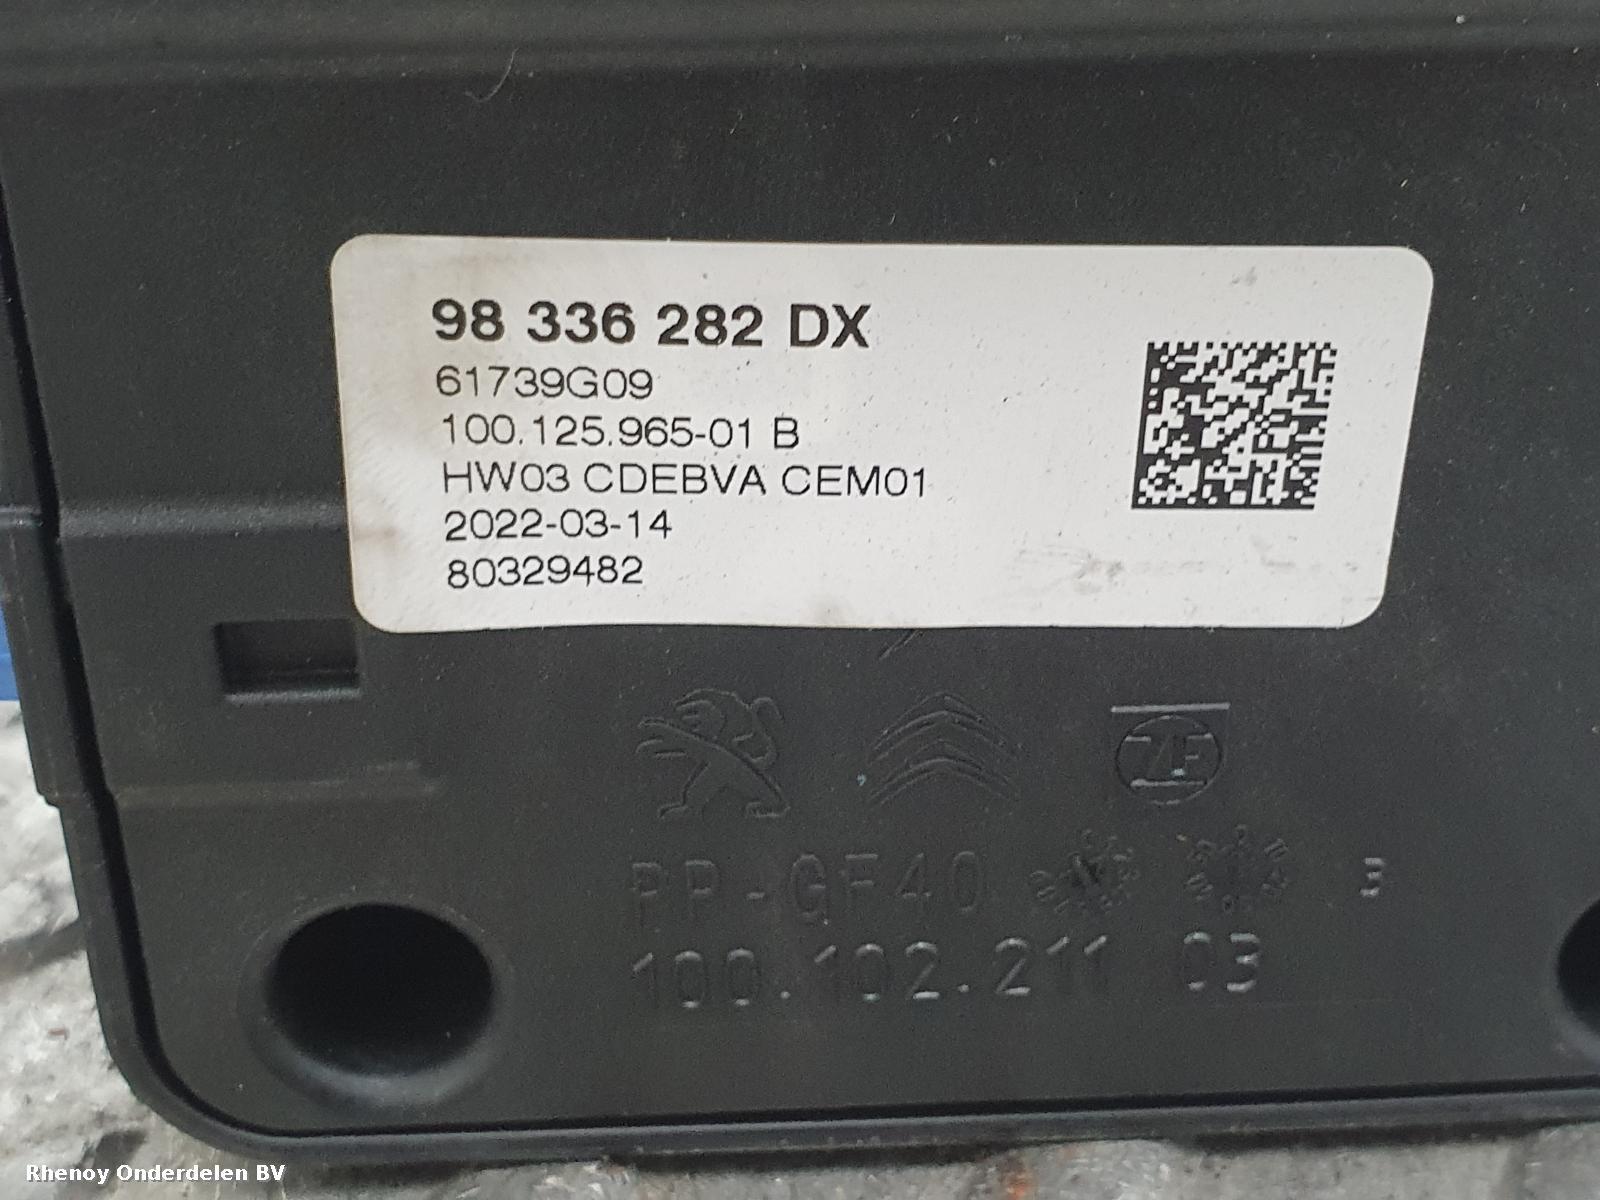 98 336 282 DX
61739G09
100.125.965-01 B
HW03 CDEBVA CEM01
2022-03-14
80329482
ZF
PP-GF40
100.102.211 03
Rhenoy Onderdelen BV